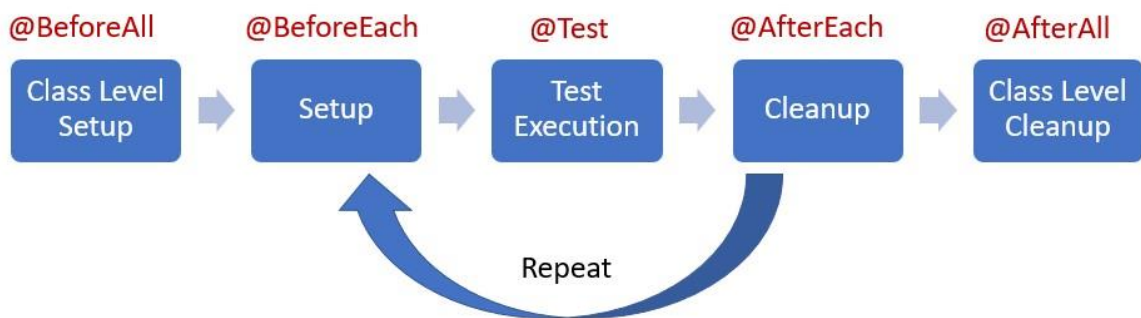 @BeforeAll
@BeforeEach
@Test
@AfterEach
@AfterAll
Class Level
Setup
Setup
Test
Execution
Cleanup
Class Level
Cleanup
Repeat